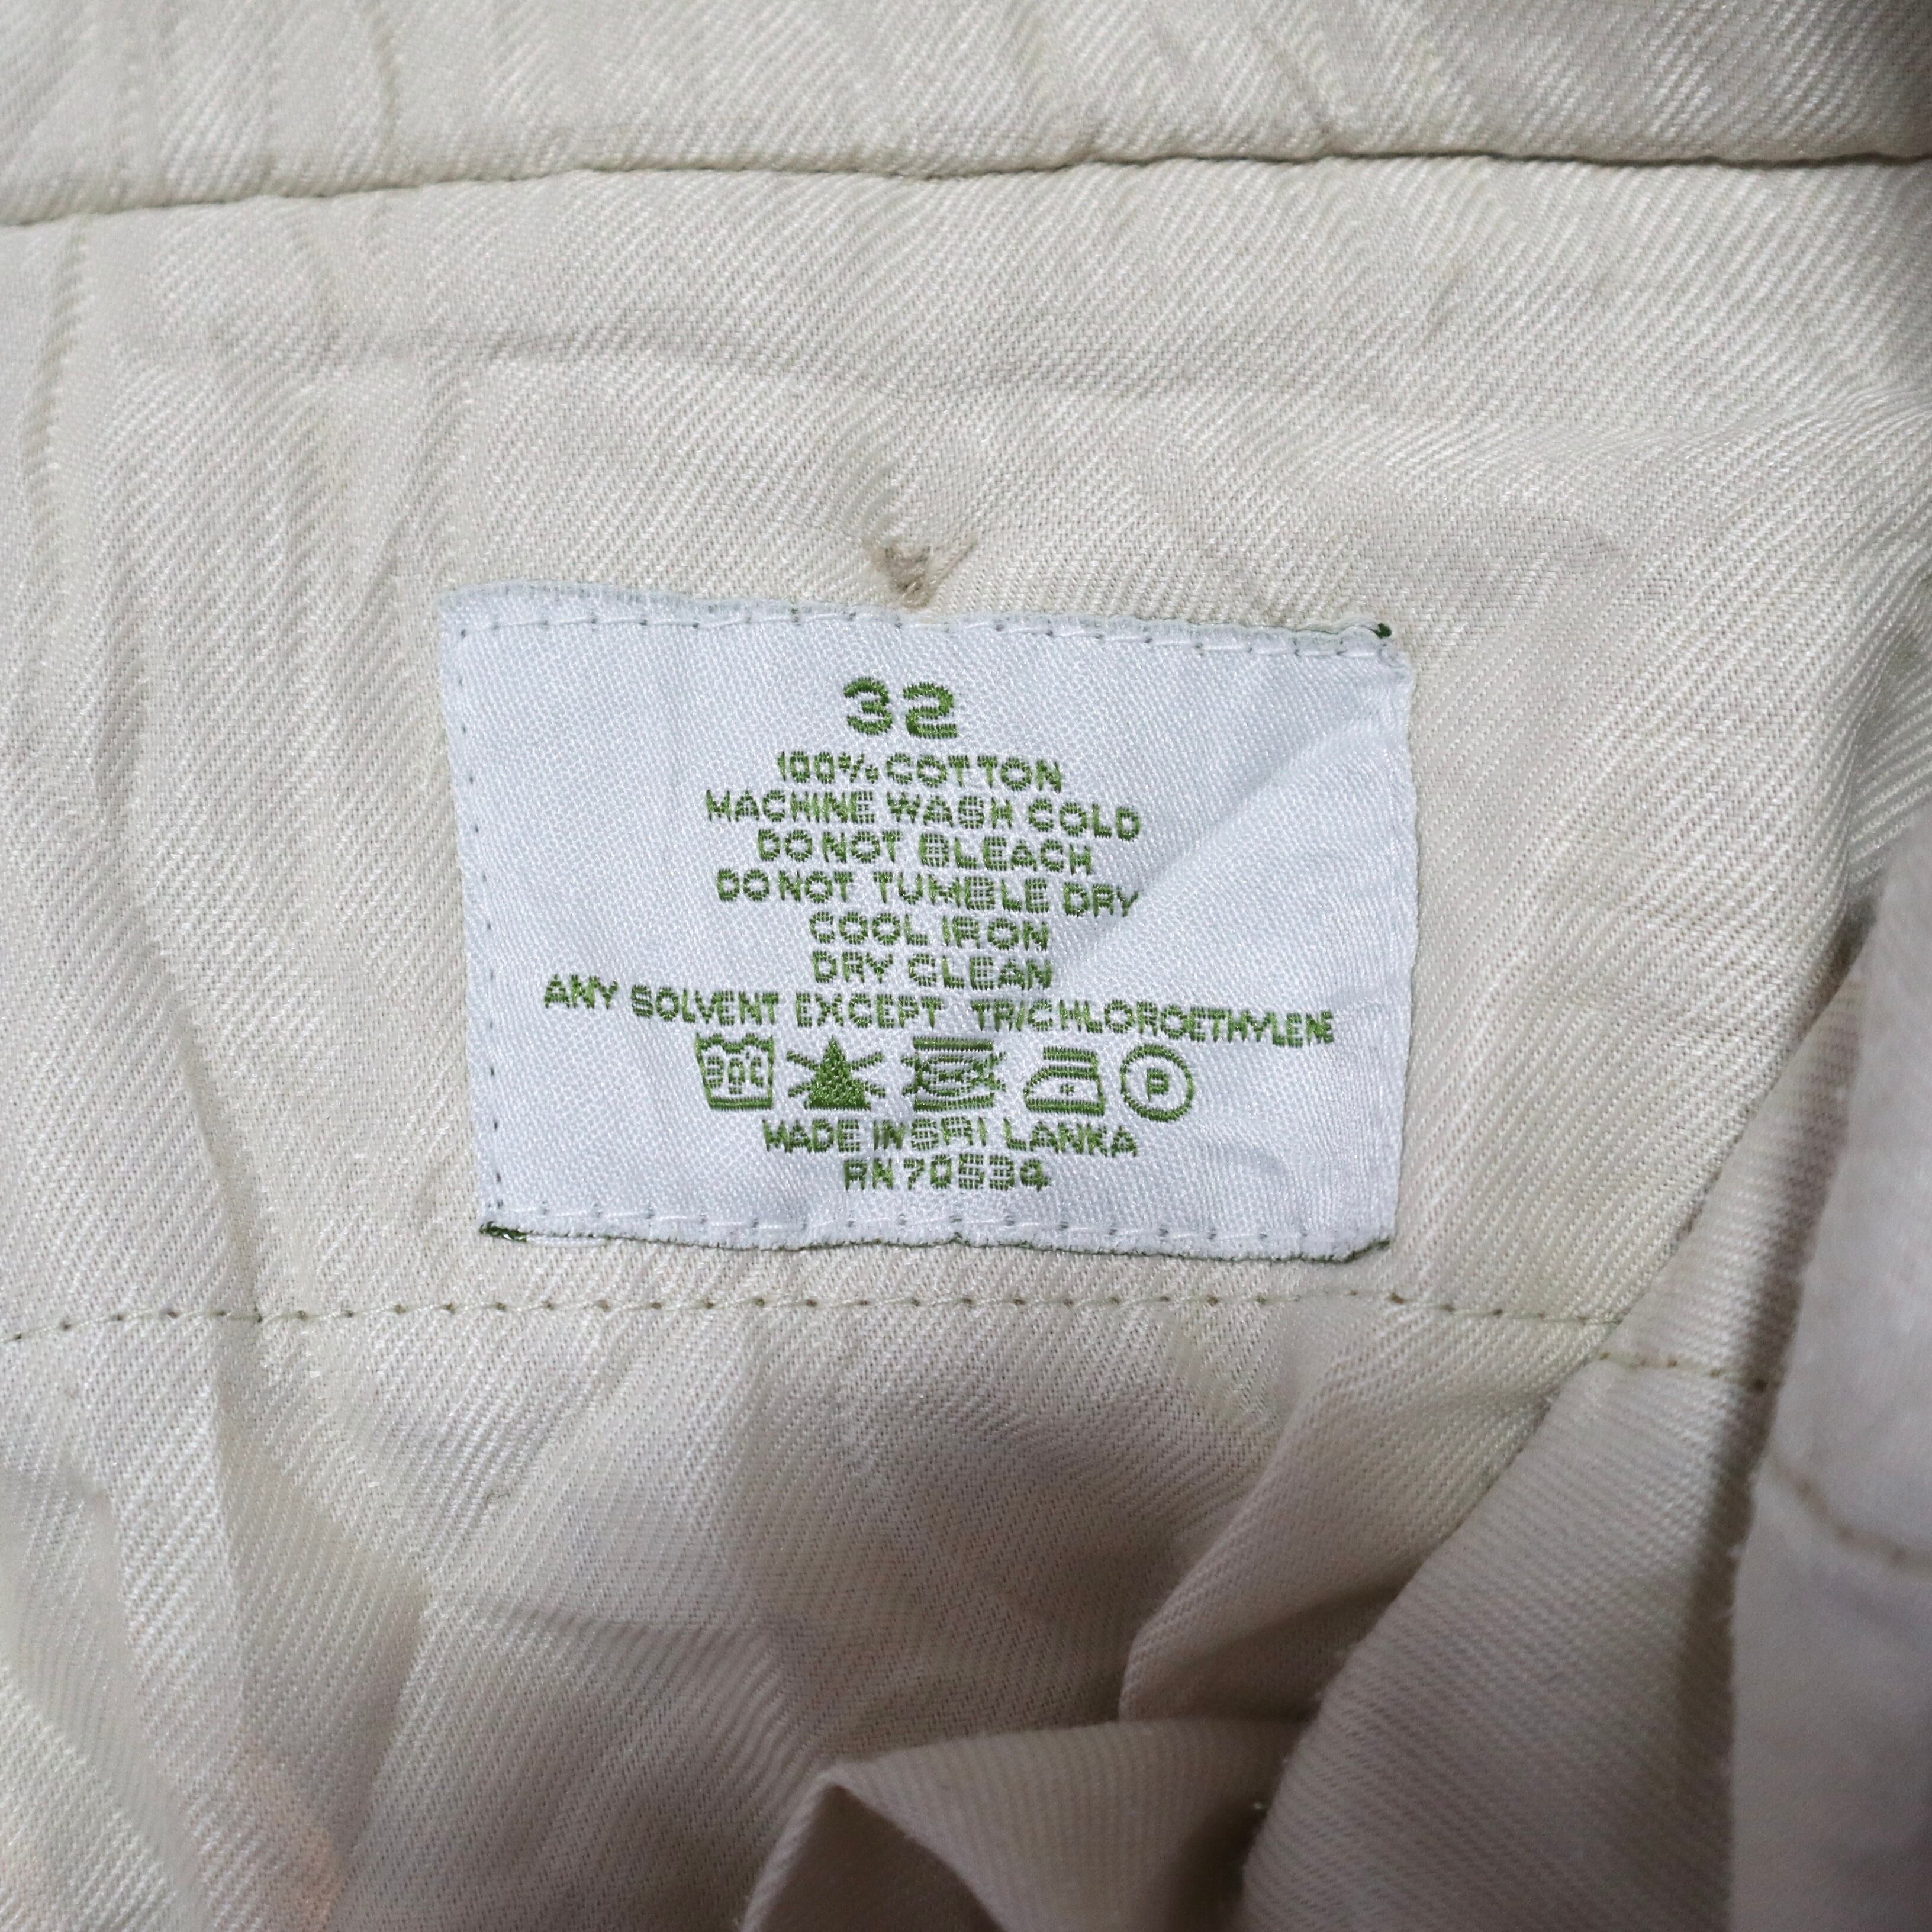 32
100% COTTON
MACHINE WASH COLD
DO NOT BLEACH
DO NOT TUMBLE DRY
COOL IRON
DRY CLEAN
ANY SOLVENT EXCEPT TRICHLOROETHYLENE
30C
P
MADE IN SRI LANKA
RN 70534